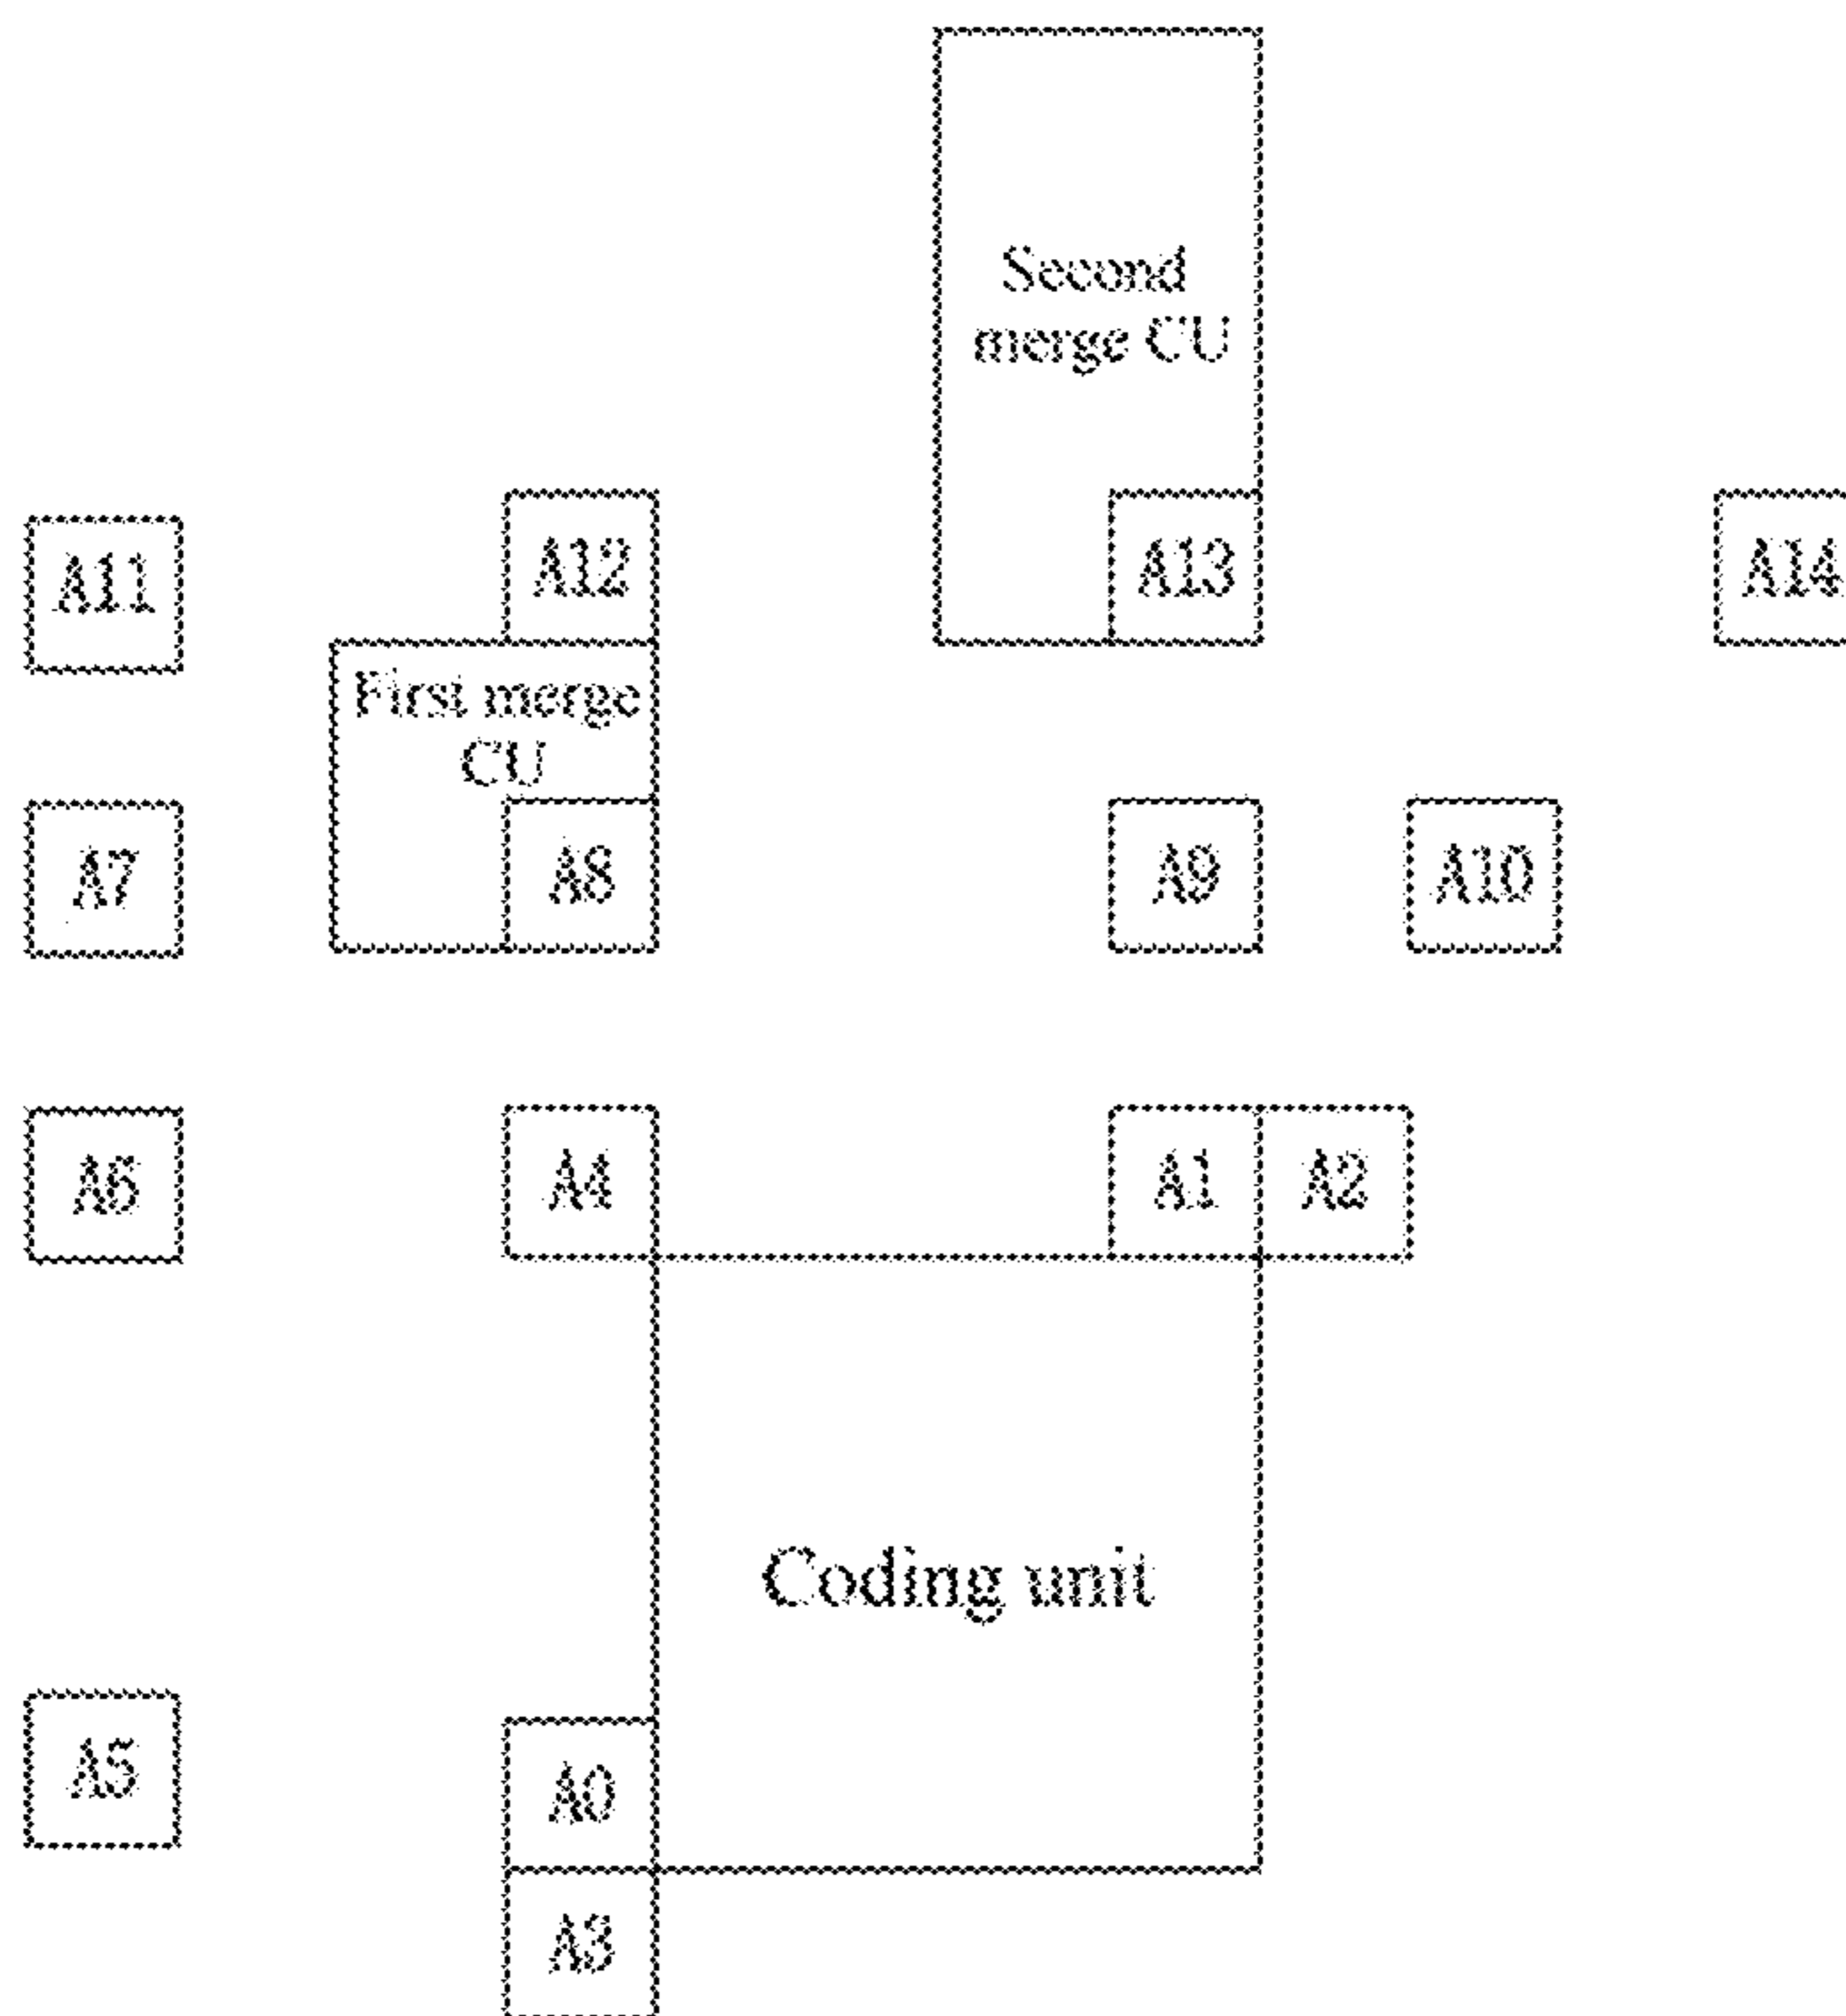 Second
merge CU
A11
A12
A13
A14
First merge
CU
A7
A8
A9
A10
A6
A4
A1
A2
Coding unit
A5
A0
A3